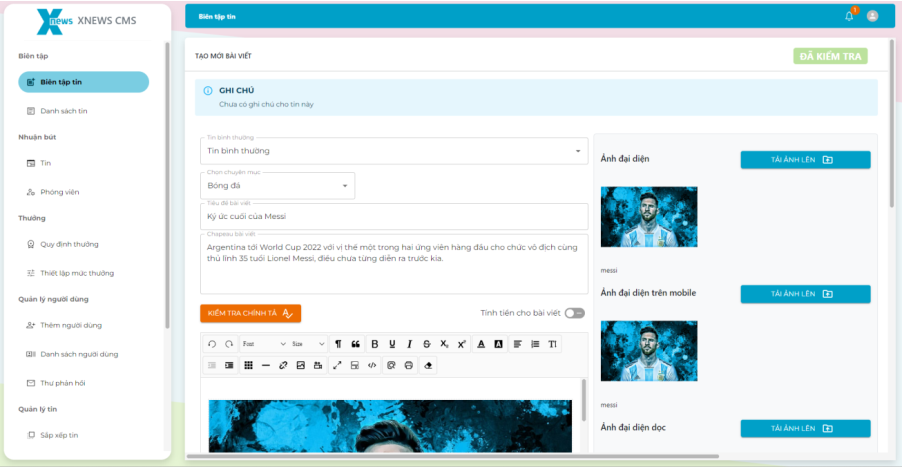 Xnews XNEWS CMS
Biên tập
Biên tập tin
Danh sách tin
Nhuận bút
Tin
Phóng viên
Thưởng
Quy định thưởng
Thiết lập mức thưởng
Quản lý người dùng
Thêm người dùng
Danh sách người dùng
Thư phản hồi
Quản lý tin
Sắp xếp tin
Biên tập tin
1
TẠO MỚI BÀI VIẾT
ĐÃ KIỂM TRA
GHI CHÚ
Chưa có ghi chú cho tin này
Tin bình thường
Tin bình thường
Chọn chuyên mục
Bóng đá
Tiêu đề bài viết
Ký ức cuối của Messi
Chapeau bài viết
Argentina tới World Cup 2022 với vị thế một trong hai ứng viên hàng đầu cho chức vô địch cùng
thủ lĩnh 35 tuổi Lionel Messi, điều chưa từng diễn ra trước kia.
KIỂM TRA CHÍNH TẢ
Tính tiền cho bài viết
Font
Size
Ảnh đại diện
TẢI ẢNH LÊN
messi
Ảnh đại diện trên mobile
TẢI ẢNH LÊN
messi
Ảnh đại diện dọc
TẢI ẢNH LÊN